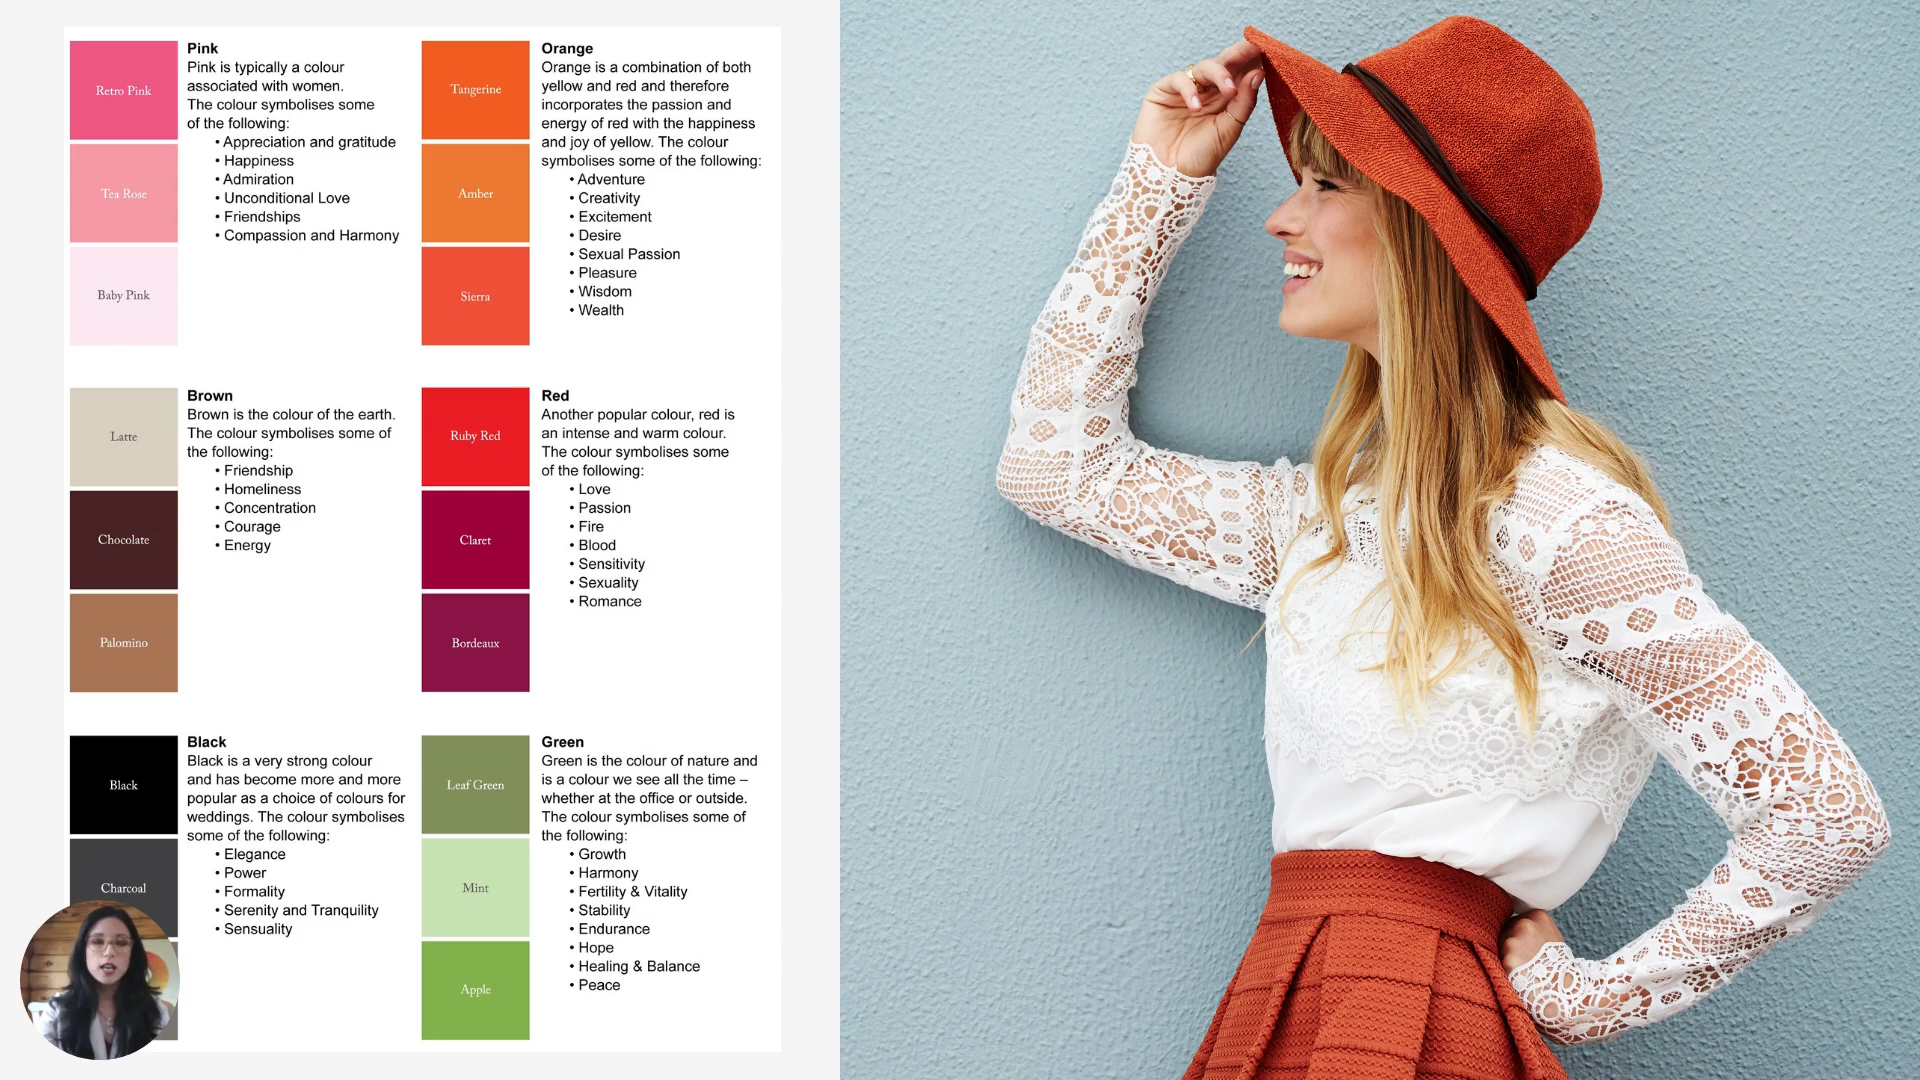 Retro Pink
Tea Rose
Baby Pink
Pink
Pink is typically a colour
associated with women.
The colour symbolises some
of the following:
• Appreciation and gratitude
• Happiness
• Admiration
• Unconditional Love
• Friendships
• Compassion and Harmony
Tangerine
Amber
Sierra
Orange
Orange is a combination of both
yellow and red and therefore
incorporates the passion and
energy of red with the happiness
and joy of yellow. The colour
symbolises some of the following:
• Adventure
• Creativity
• Excitement
• Desire
• Sexual Passion
• Pleasure
• Wisdom
• Wealth
Latte
Chocolate
Palomino
Brown
Brown is the colour of the earth.
The colour symbolises some of
the following:
• Friendship
• Homeliness
• Concentration
• Courage
• Energy
Ruby Red
Claret
Bordeaux
Red
Another popular colour, red is
an intense and warm colour.
The colour symbolises some
of the following:
• Love
• Passion
• Fire
• Blood
• Sensitivity
• Sexuality
• Romance
Black
Charcoal
Black
Black is a very strong colour
and has become more and more
popular as a choice of colours for
weddings. The colour symbolises
some of the following:
• Elegance
• Power
• Formality
• Serenity and Tranquility
• Sensuality
Leaf Green
Mint
Apple
Green
Green is the colour of nature and
is a colour we see all the time –
whether at the office or outside.
The colour symbolises some of
the following:
• Growth
• Harmony
• Fertility & Vitality
• Stability
• Endurance
• Hope
• Healing & Balance
• Peace